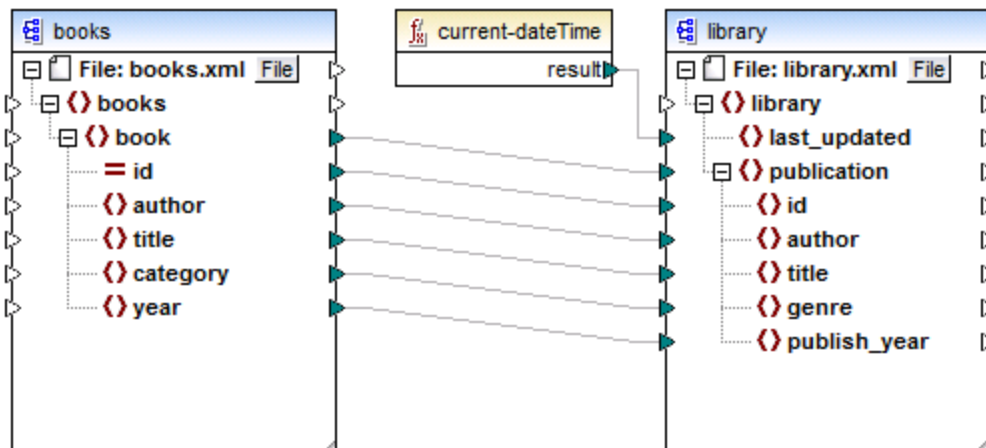 books
File: books.xml File
books
book
id
author
title
category
year
current-dateTime
result
library
File: library.xml File
library
last_updated
publication
id
author
title
genre
publish_year